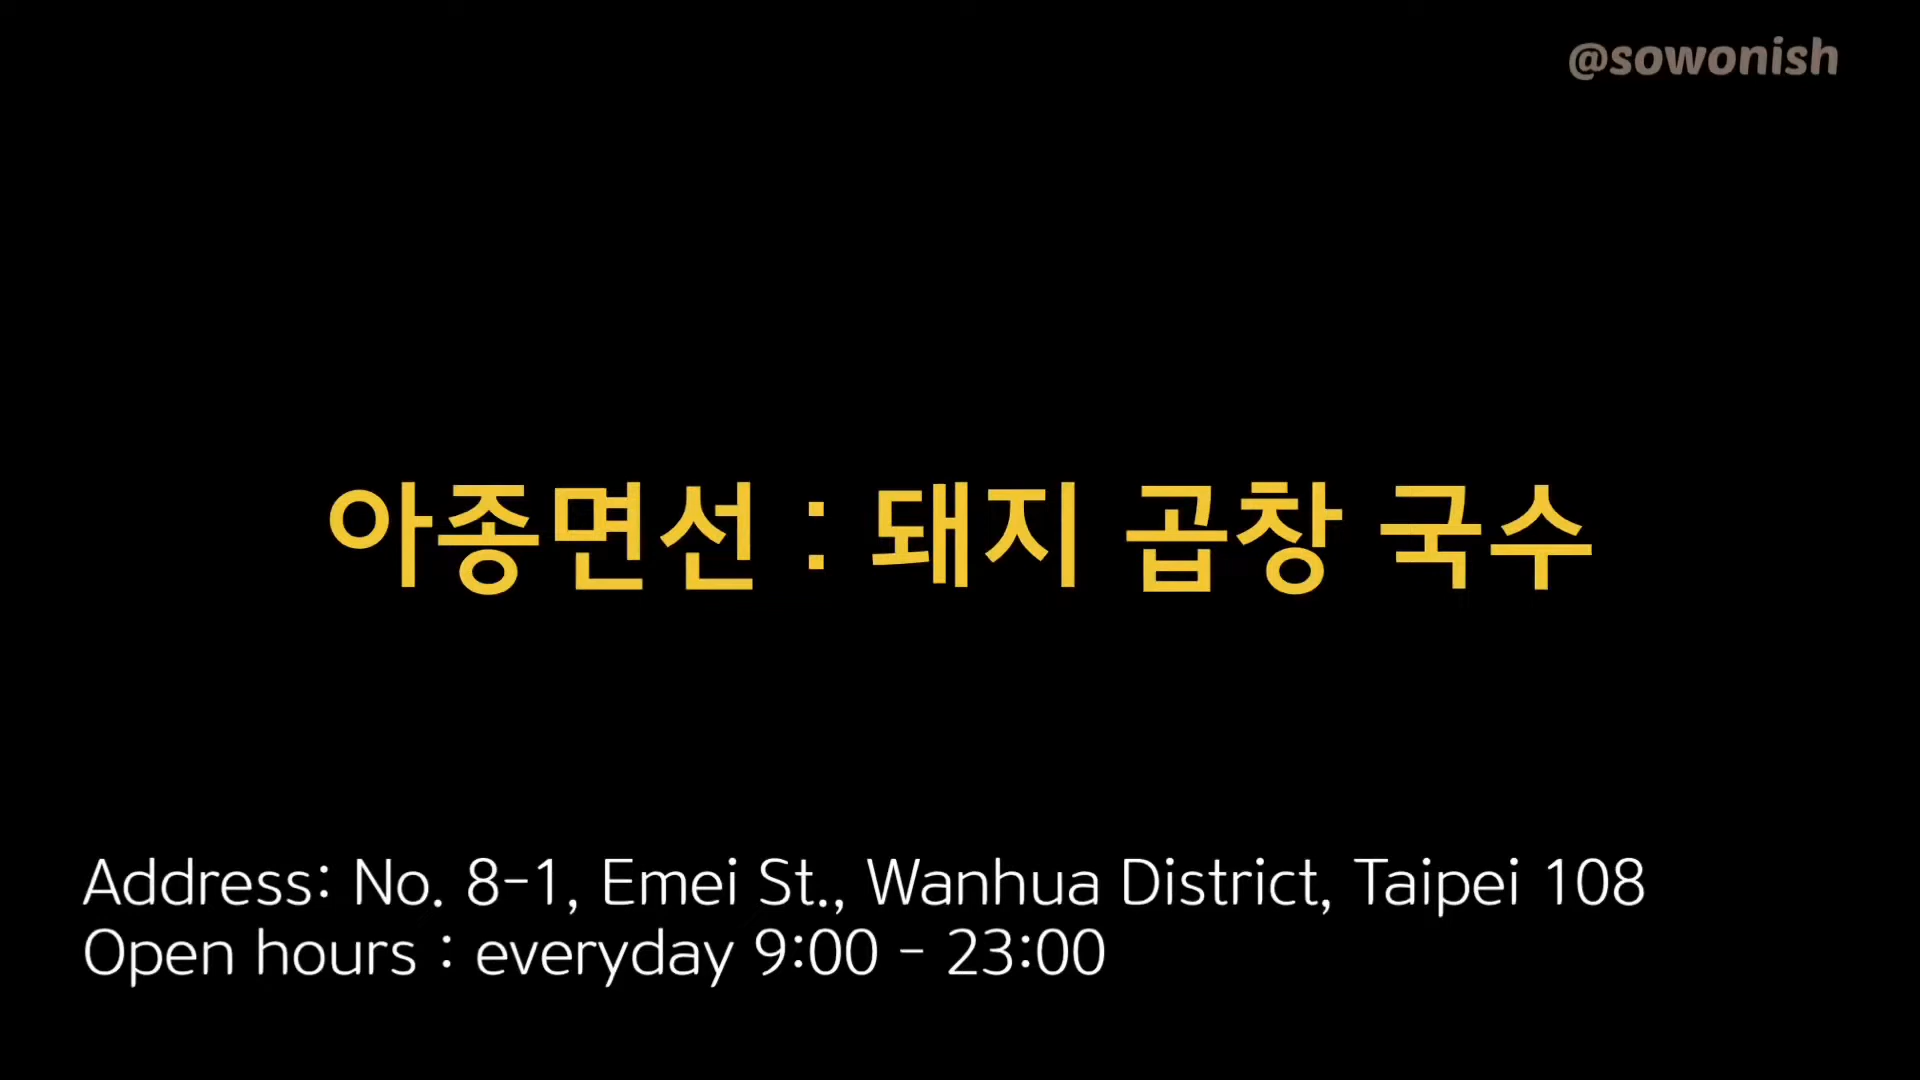 @sowonish
아종면선 : 돼지 곱창 국수
Address: No. 8-1, Emei St., Wanhua District, Taipei 108
Open hours : everyday 9:00 - 23:00